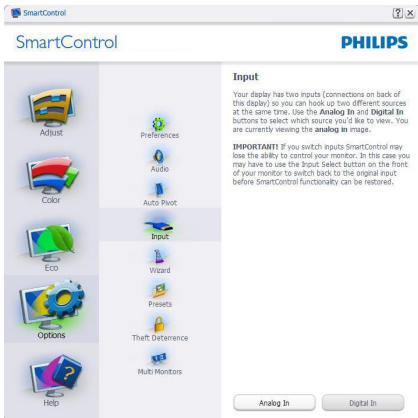 SmartControl
SmartControl
PHILIPS
Adjust
Color
Eco
Options
Help
Preferences
Audio
Auto Pivot
Input
Wizard
Presets
Theft Deterrence
Multi Monitors
Input
Your display has two inputs (connections on back of
this display) so you can hook up two different sources
at the same time. Use the Analog In and Digital In
buttons to select which source you'd like to view. You
are currently viewing the analog in image.
IMPORTANT! If you switch inputs SmartControl may
lose the ability to control your monitor. In this case you
may have to use the Input Select button on the front
of your monitor to switch back to the original input
before SmartControl functionality can be restored.
Analog In
Digital In